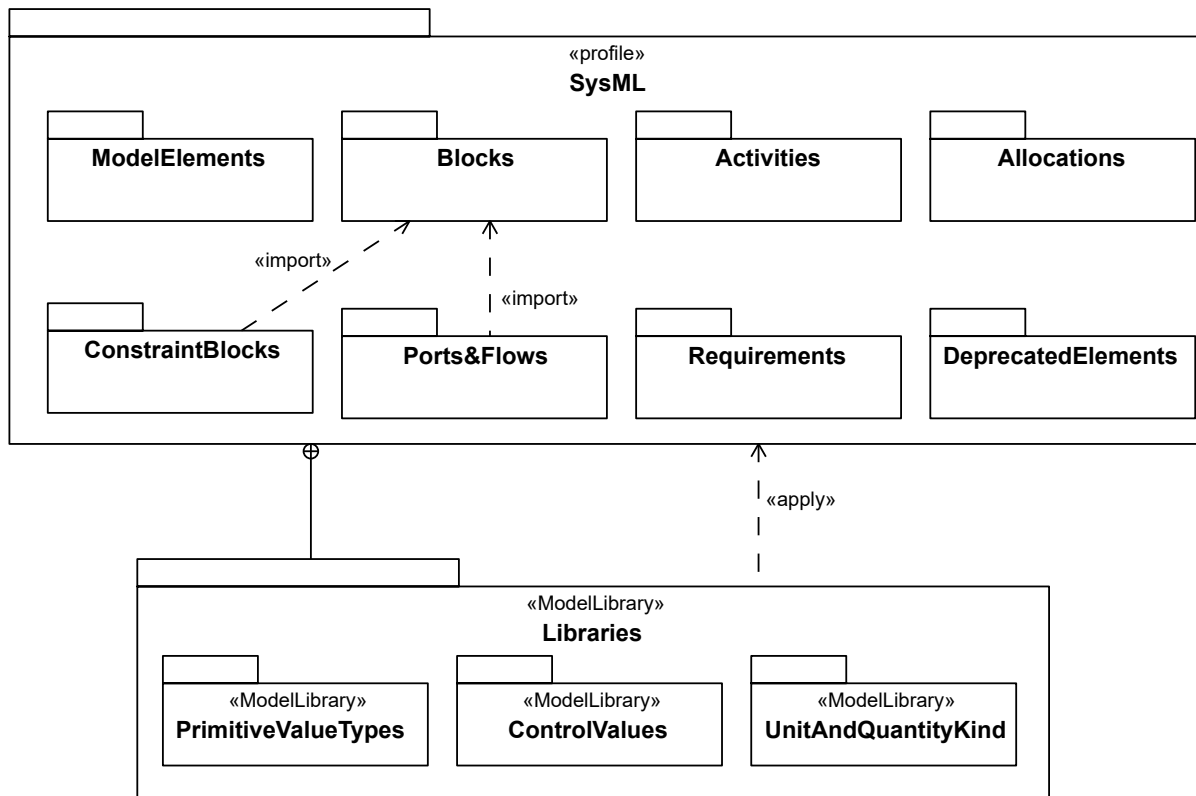 «profile»
SysML
ModelElements
Blocks
Activities
Allocations
«import»
«import»
ConstraintBlocks
Ports&Flows
Requirements
DeprecatedElements
«apply»
«ModelLibrary»
Libraries
«ModelLibrary»
PrimitiveValueTypes
«ModelLibrary»
ControlValues
«ModelLibrary»
UnitAndQuantityKind